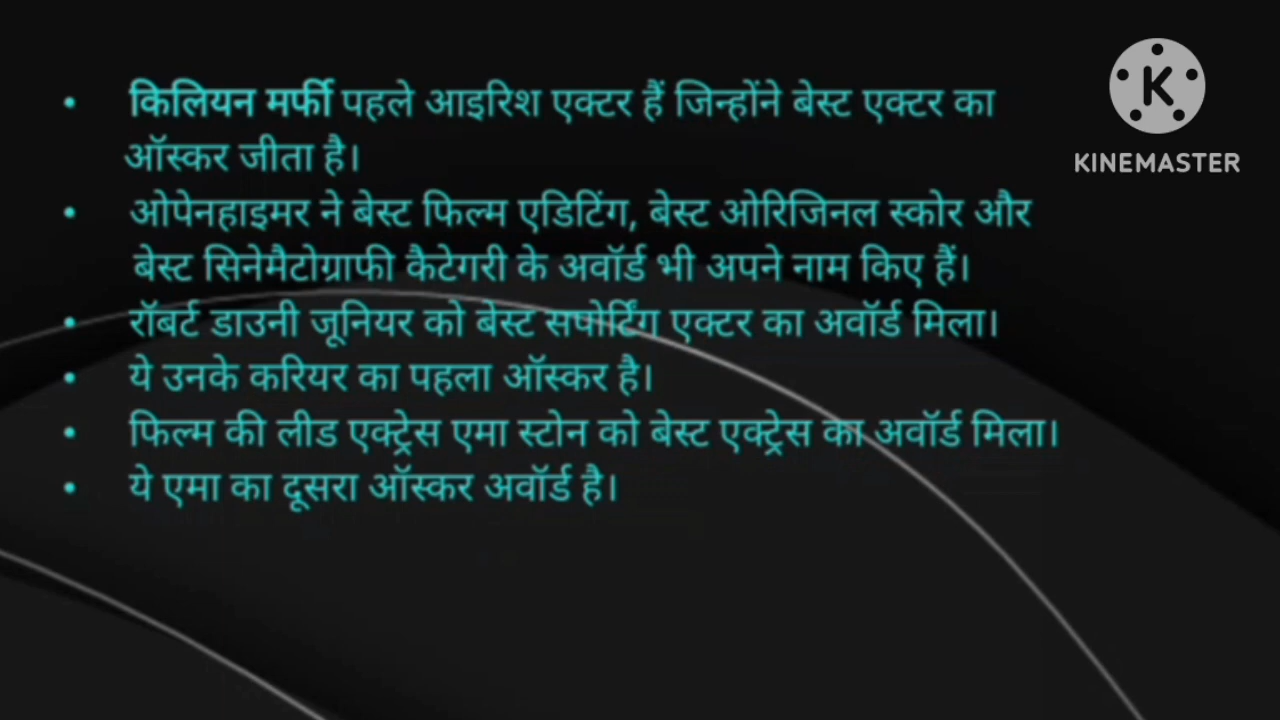 • किलियन मर्फी पहले आइरिश एक्टर हैं जिन्होंने बेस्ट एक्टर का
ऑस्कर जीता है।
• ओपेनहाइमर ने बेस्ट फिल्म एडिटिंग, बेस्ट ओरिजिनल स्कोर और
बेस्ट सिनेमैटोग्राफी कैटेगरी के अवॉर्ड भी अपने नाम किए हैं।
• रॉबर्ट डाउनी जूनियर को बेस्ट सपोर्टिंग एक्टर का अवॉर्ड मिला।
• ये उनके करियर का पहला ऑस्कर है।
• फिल्म की लीड एक्ट्रेस एमा स्टोन को बेस्ट एक्ट्रेस का अवॉर्ड मिला।
• ये एमा का दूसरा ऑस्कर अवॉर्ड है।
K
KINEMASTER